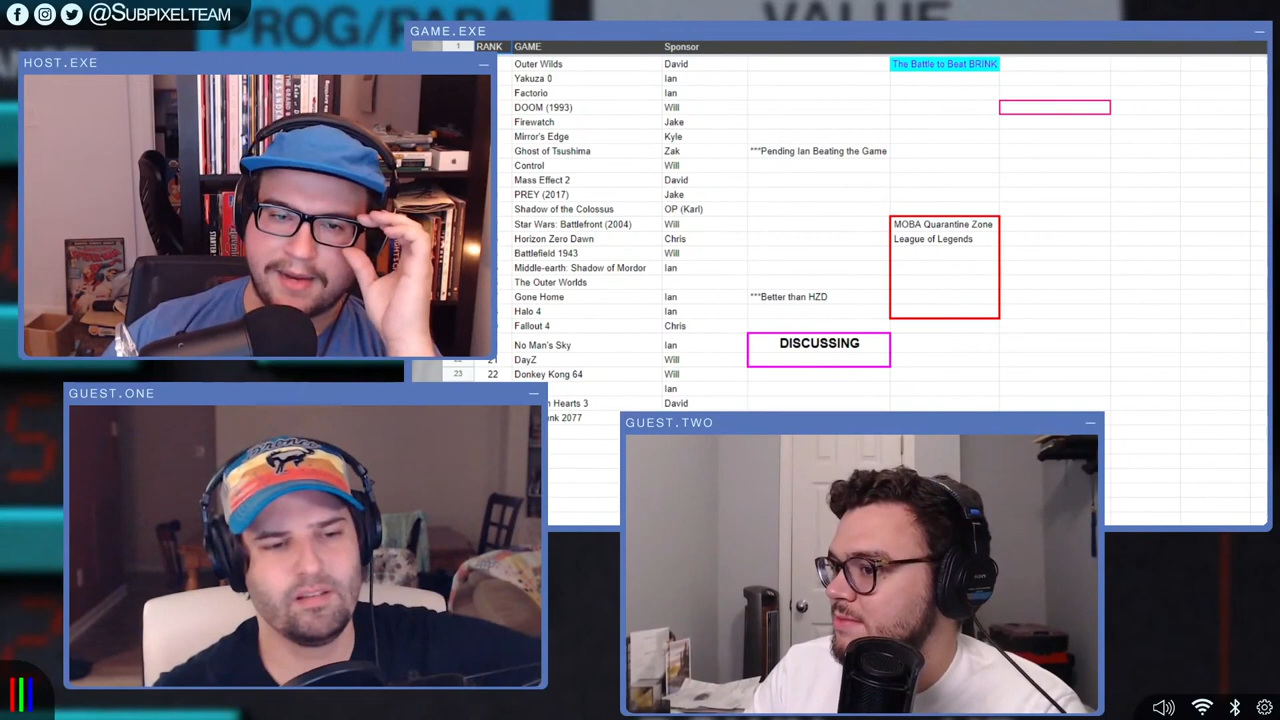 @SUBPIXELTEAM
PROG/PARA
VALUE
GAME.EXE
HOST.EXE
1 RANK GAME Sponsor
Outer Wilds David The Battle to Beat BRINK
Yakuza 0 Ian
Factorio Ian
DOOM (1993) Will
Firewatch Jake
Mirror's Edge Kyle
Ghost of Tsushima Zak ***Pending Ian Beating the Game
Control Will
Mass Effect 2 David
PREY (2017) Jake
Shadow of the Colossus OP (Karl)
Star Wars: Battlefront (2004) Will MOBA Quarantine Zone
Horizon Zero Dawn Chris League of Legends
Battlefield 1943 Will
Middle-earth: Shadow of Mordor Ian
The Outer Worlds
Gone Home Ian ***Better than HZD
Halo 4 Ian
Fallout 4 Chris
No Man's Sky Ian DISCUSSING
21 DayZ Will
23 22 Donkey Kong 64 Will
Ian
Hearts 3 David
2077
GUEST.ONE
GUEST.TWO